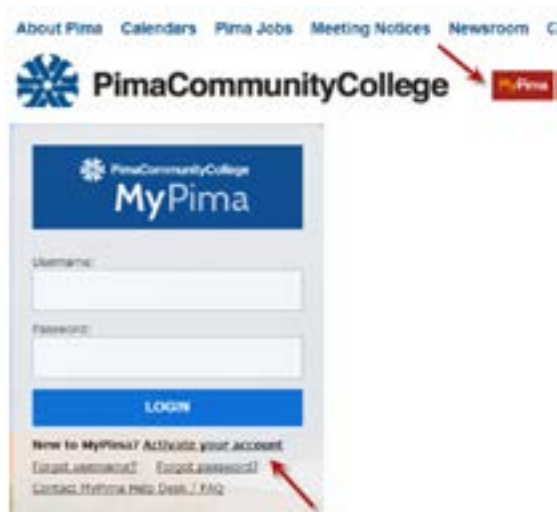 About Pima Calendars Pima Jobs Meeting Notices Newsroom C
PimaCommunityCollege
MyPima
PimaCommunityCollege
MyPima
Username:
Password:
LOGIN
New to MyPima? Activate your account
Forgot username? Forgot password?
Contact MyPima Help Desk / FAQ